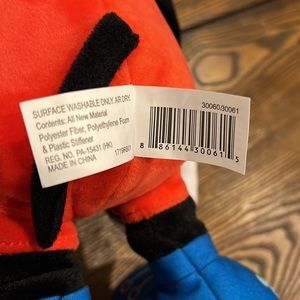 SURFACE WASHABLE ONLY. AIR DRY.
Contents: All New Material
Polyester Fiber, Polyethylene Foam
& Plastic Stiffener
REG. NO. PA-15431 (HK)
MADE IN CHINA
30060/30061
8 86144 30061 5